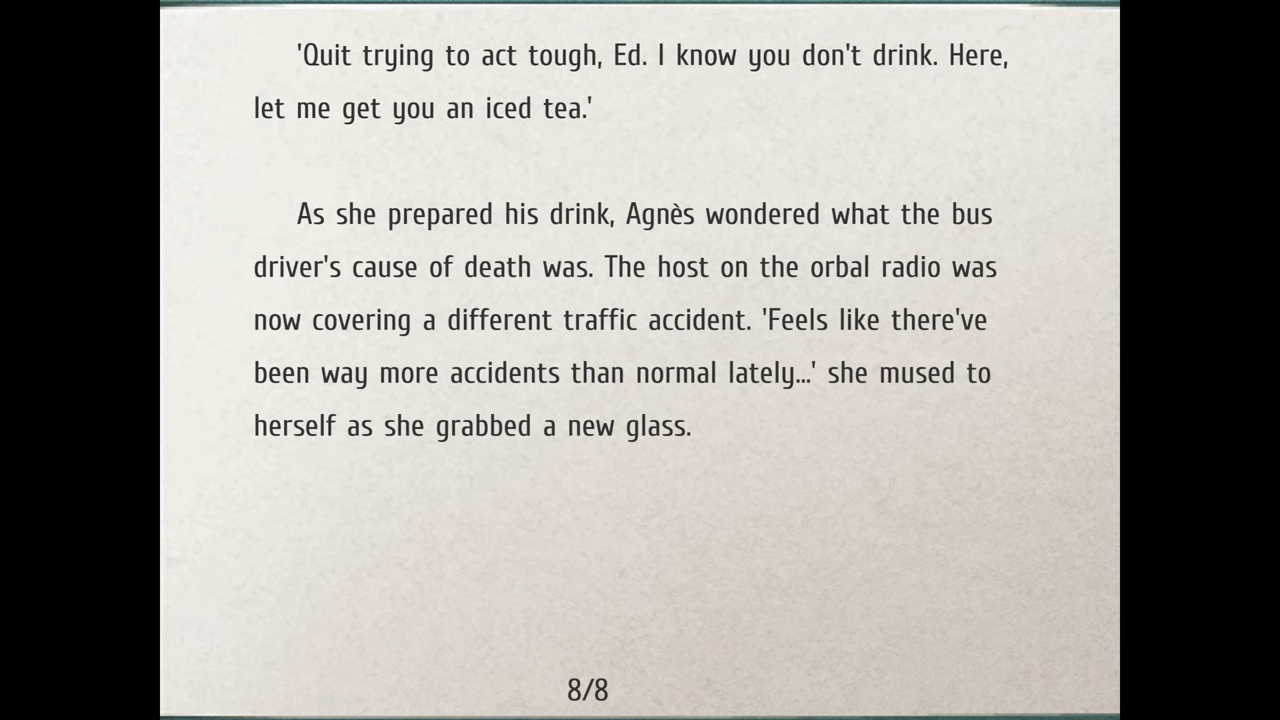 'Quit trying to act tough, Ed. I know you don't drink. Here,
let me get you an iced tea.'
As she prepared his drink, Agnès wondered what the bus
driver's cause of death was. The host on the orbal radio was
now covering a different traffic accident. 'Feels like there've
been way more accidents than normal lately...' she mused to
herself as she grabbed a new glass.
8/8